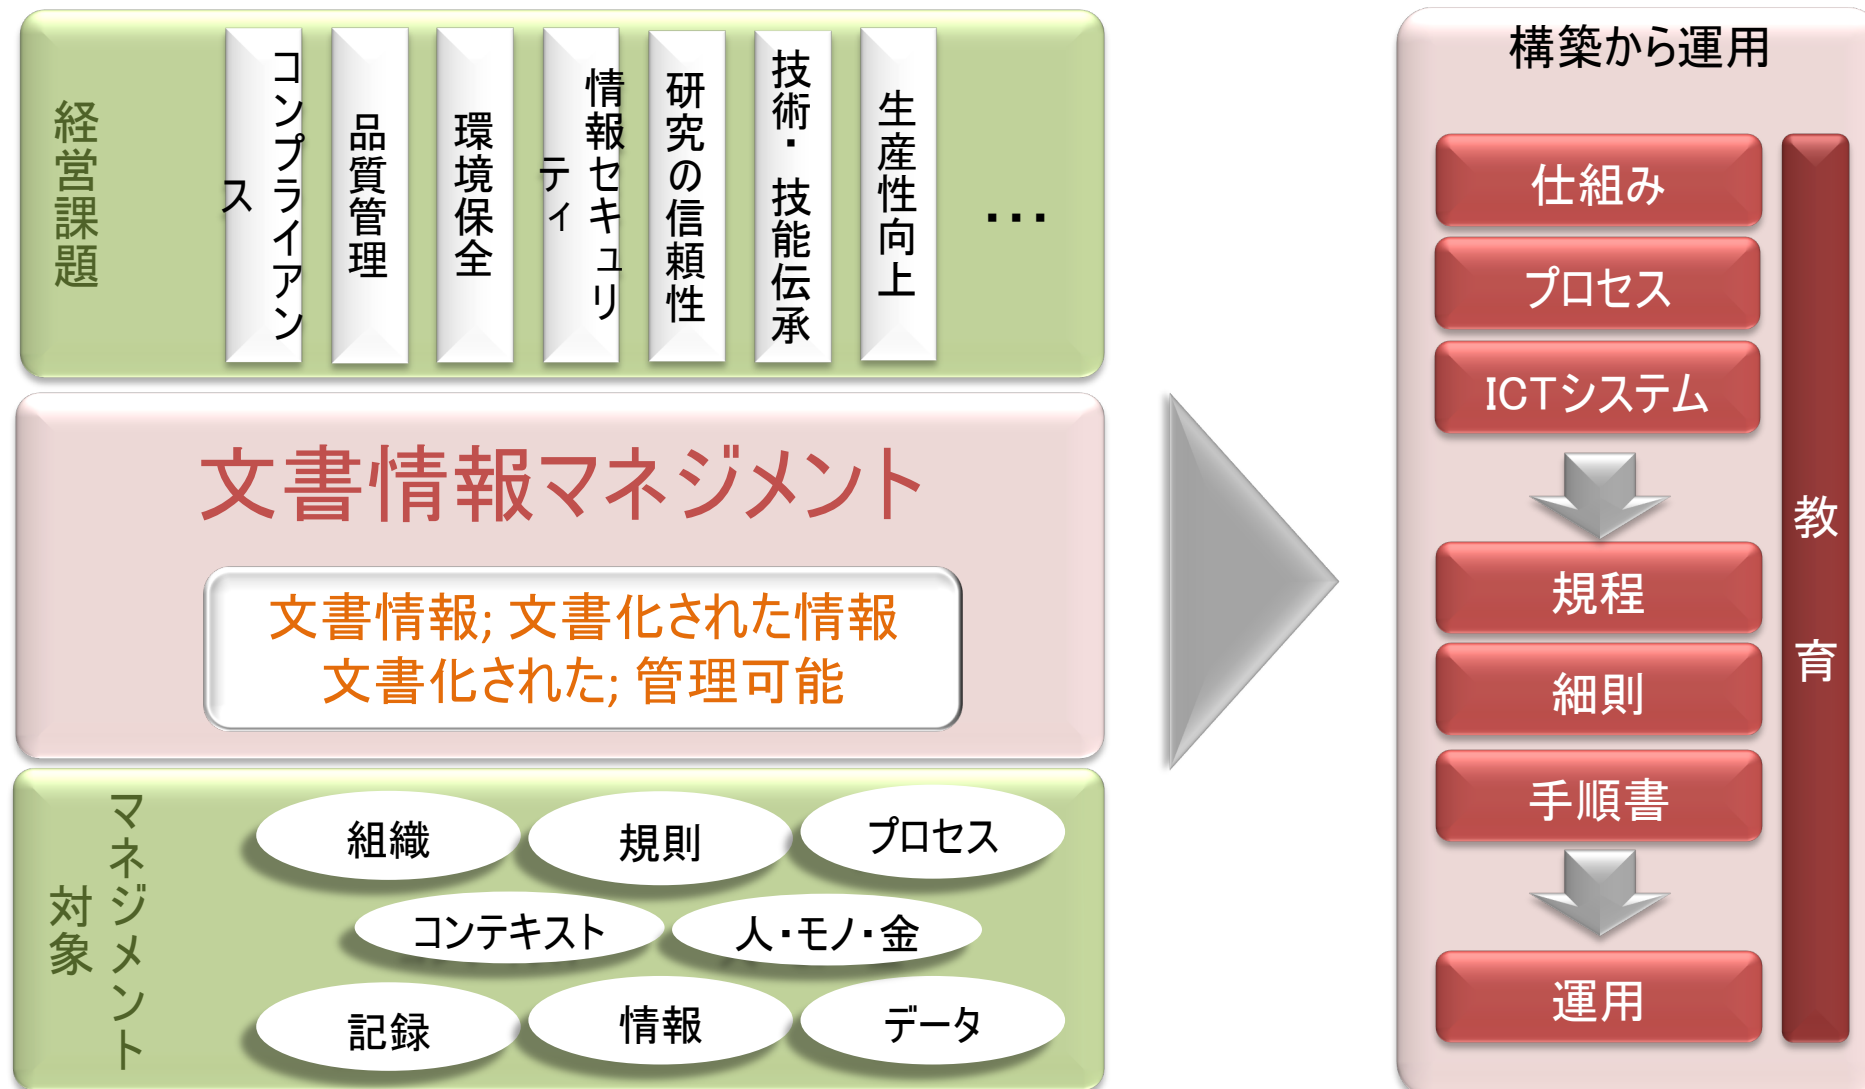 経営課題
コンプライアン
ス
品質管理
環境保全
情報セキュリ
ティ
研究の信頼性
技術・技能伝承
生産性向上
…
文書情報マネジメント
文書情報; 文書化された情報
文書化された; 管理可能
マネジメント
対象
組織
規則
プロセス
コンテキスト
人・モノ・金
記録
情報
データ
構築から運用
仕組み
プロセス
ICTシステム
規程
細則
手順書
運用
教育